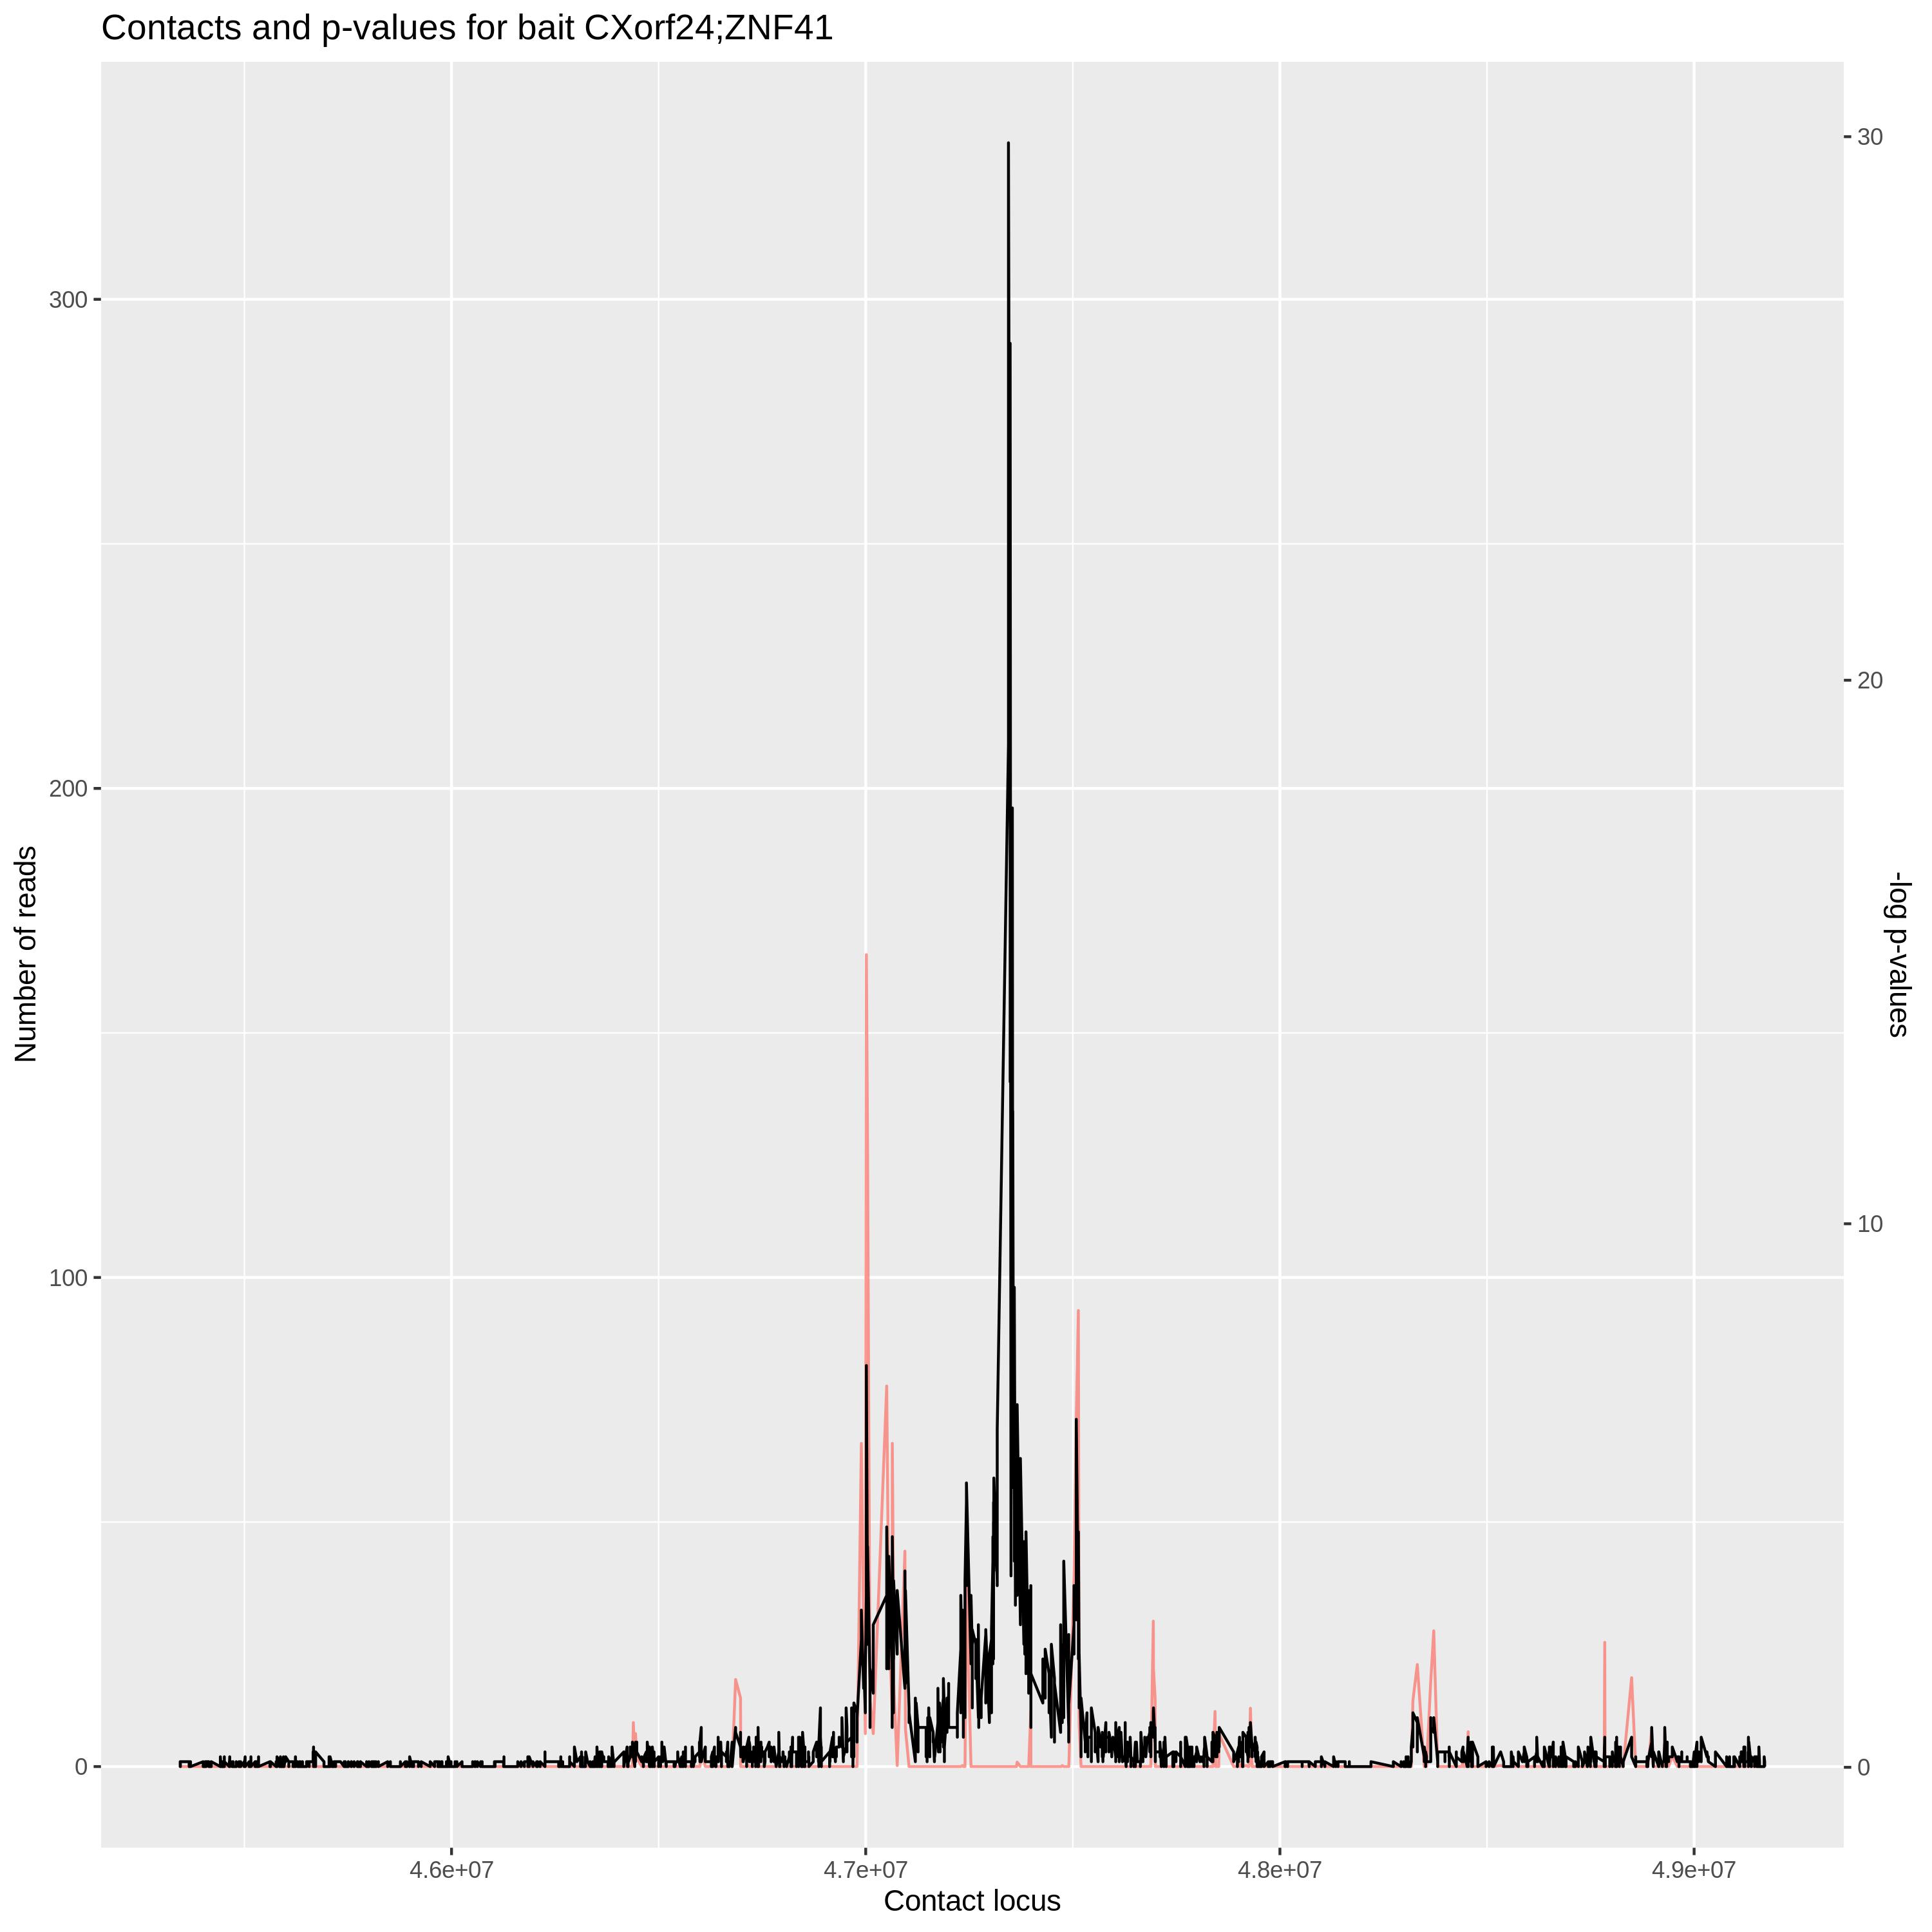 Contacts and p-values for bait CXorf24;ZNF41
Number of reads
300
200
100
0
30
20
10
0
-log p-values
4.6e+07 4.7e+07 4.8e+07 4.9e+07
Contact locus